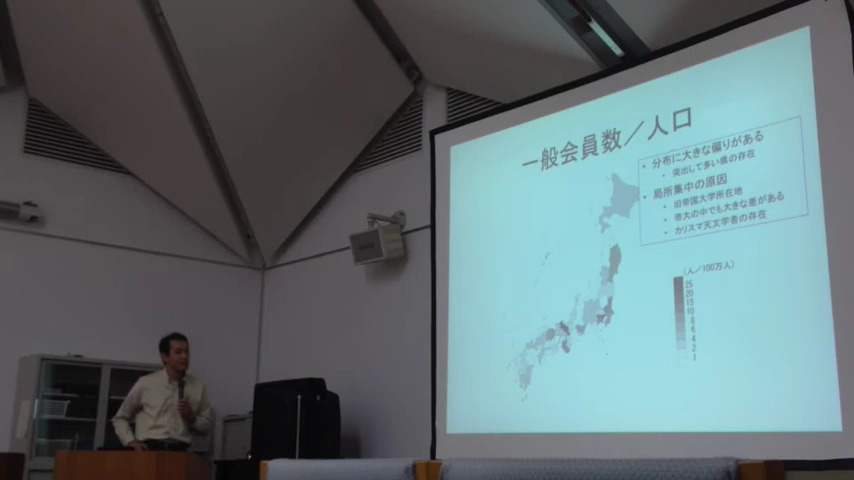 一般会員数／人口
・ 分布に大きな偏りがある
・ 突出して多い県の存在
・ 局所集中の原因
・ 旧帝国大学所在地
・ 帝大の中でも大きな差がある
・ カリスマ天文学者の存在
(人／100万人)
25
20
15
10
8
6
4
2
1